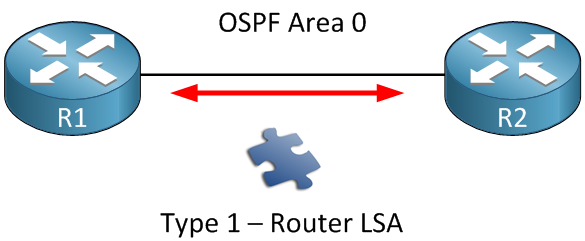 OSPF Area 0
R1
R2
Type 1 – Router LSA